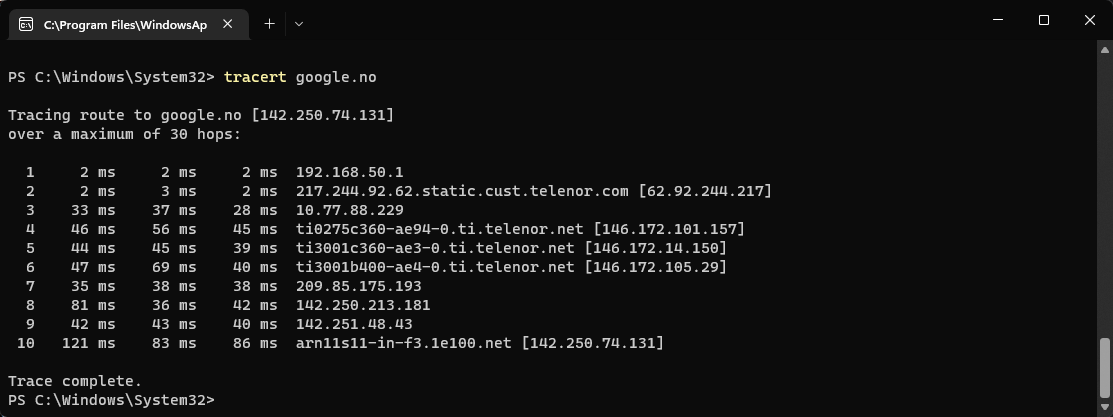 C:\Program Files\WindowsAp
PS C:\Windows\System32> tracert google.no
Tracing route to google.no [142.250.74.131]
over a maximum of 30 hops:
1 2 ms 2 ms 2 ms 192.168.50.1
2 2 ms 3 ms 2 ms 217.244.92.62.static.cust.telenor.com [62.92.244.217]
3 33 ms 37 ms 28 ms 10.77.88.229
4 46 ms 56 ms 45 ms ti0275c360-ae94-0.ti.telenor.net [146.172.101.157]
5 44 ms 45 ms 39 ms ti3001c360-ae3-0.ti.telenor.net [146.172.14.150]
6 47 ms 69 ms 40 ms ti3001b400-ae4-0.ti.telenor.net [146.172.105.29]
7 35 ms 38 ms 38 ms 209.85.175.193
8 81 ms 36 ms 42 ms 142.250.213.181
9 42 ms 43 ms 40 ms 142.251.48.43
10 121 ms 83 ms 86 ms arn11s11-in-f3.1e100.net [142.250.74.131]
Trace complete.
PS C:\Windows\System32>